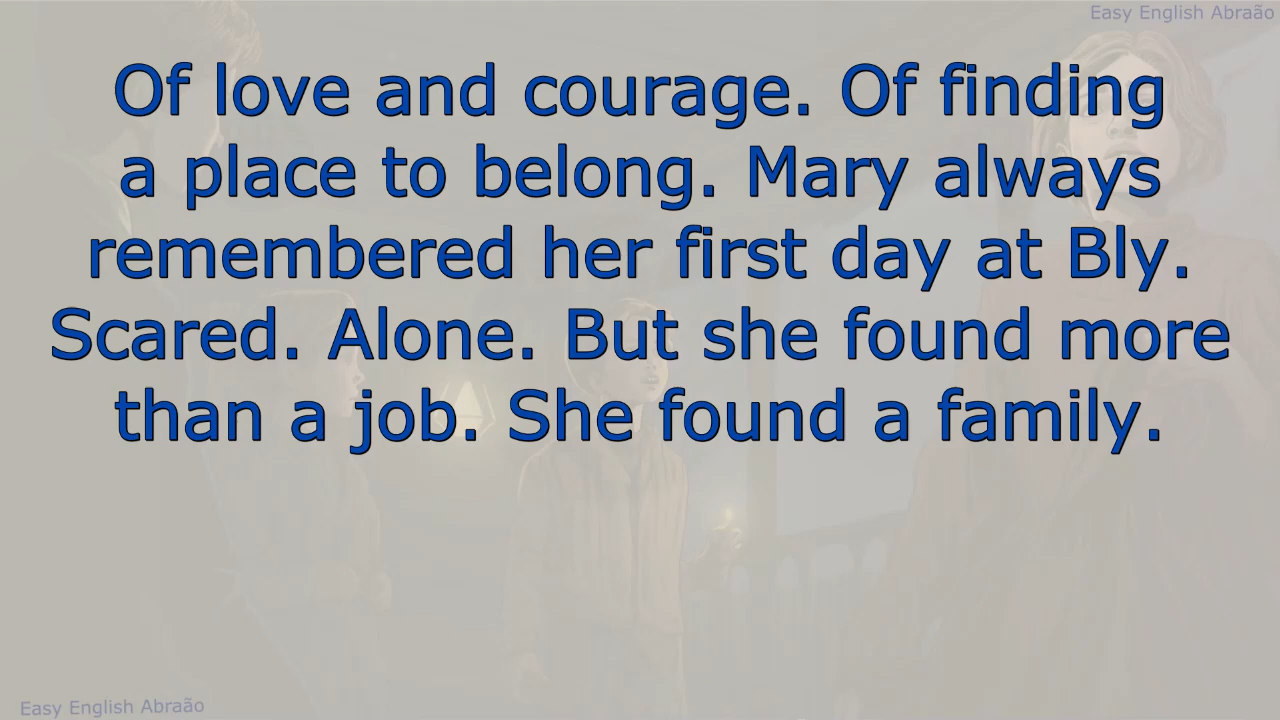 Easy English Abraão
Of love and courage. Of finding
a place to belong. Mary always
remembered her first day at Bly.
Scared. Alone. But she found more
than a job. She found a family.
Easy English Abraão